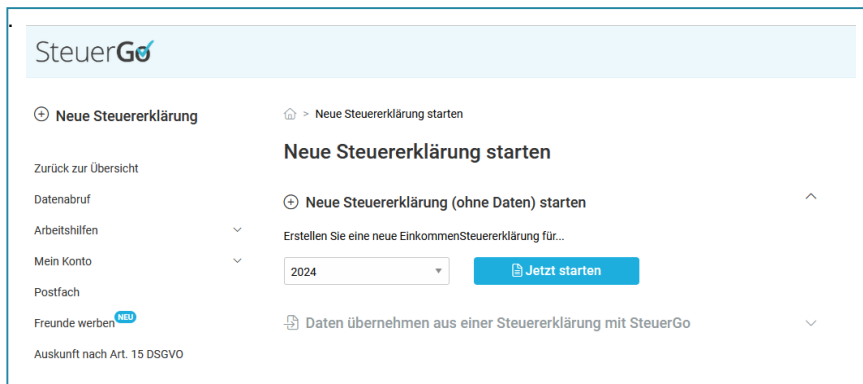 .
SteuerGo
Neue Steuererklärung
Zurück zur Übersicht
Datenabruf
Arbeitshilfen
Mein Konto
Postfach
Freunde werben NEU
Auskunft nach Art. 15 DSGVO
> Neue Steuererklärung starten
Neue Steuererklärung starten
Neue Steuererklärung (ohne Daten) starten
Erstellen Sie eine neue EinkommenSteuererklärung für...
2024
Jetzt starten
Daten übernehmen aus einer Steuererklärung mit SteuerGo